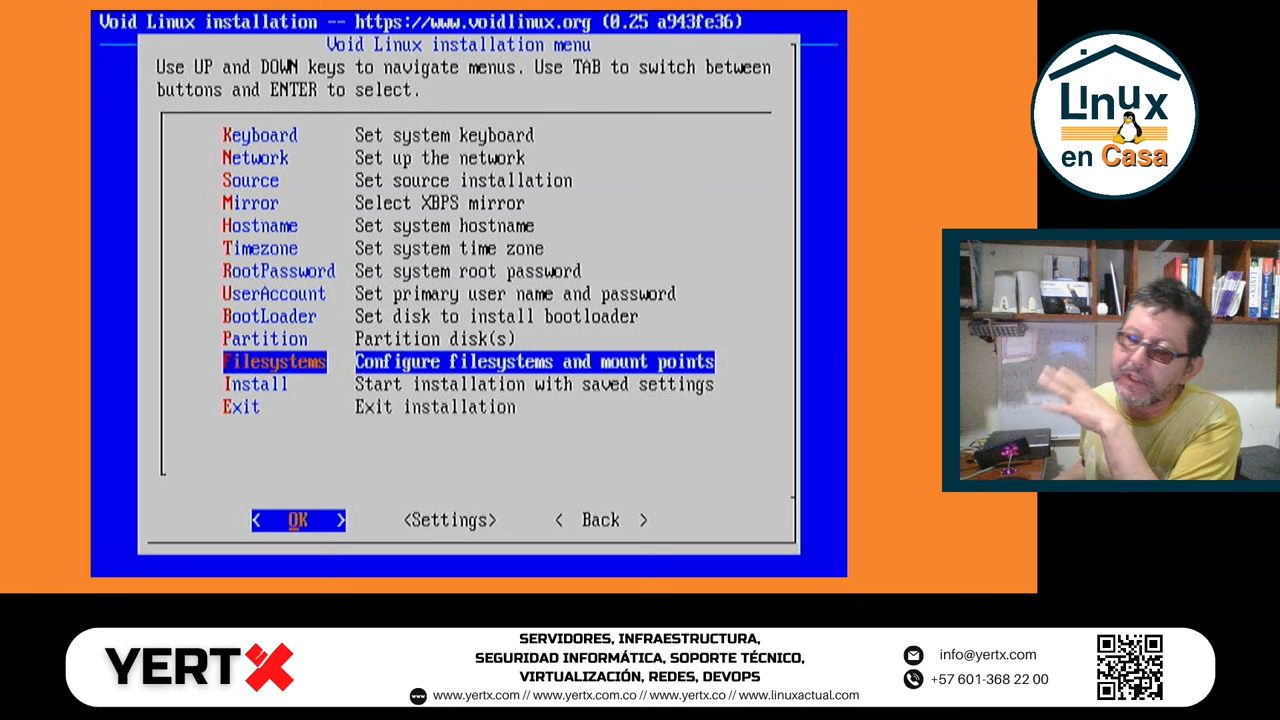 Void Linux installation -- https://www.voidlinux.org (0.25 a943fe36)
Void Linux installation menu
Use UP and DOWN keys to navigate menus. Use TAB to switch between
buttons and ENTER to select.
Keyboard Set system keyboard
Network Set up the network
Source Set source installation
Mirror Select XBPS mirror
Hostname Set system hostname
Timezone Set system time zone
RootPassword Set system root password
UserAccount Set primary user name and password
BootLoader Set disk to install bootloader
Partition Partition disk(s)
Filesystems Configure filesystems and mount points
Install Start installation with saved settings
Exit Exit installation
< OK > <Settings> < Back >
Linux
en Casa
YERTX
SERVIDORES, INFRAESTRUCTURA,
SEGURIDAD INFORMÁTICA, SOPORTE TÉCNICO,
VIRTUALIZACIÓN, REDES, DEVOPS
www.yertx.com // www.yertx.com.co // www.yertx.co // www.linuxactual.com
info@yertx.com
+57 601-368 22 00